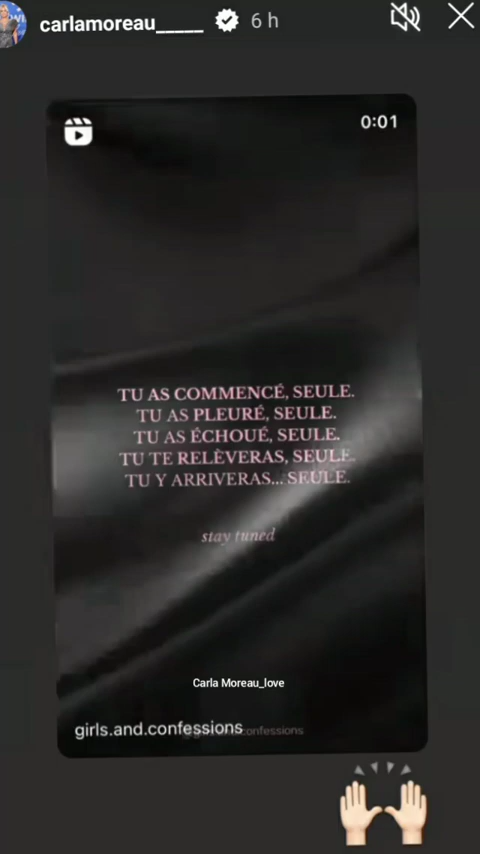 carlamoreau_____ 6 h
0:01
TU AS COMMENCÉ, SEULE.
TU AS PLEURÉ, SEULE.
TU AS ÉCHOUÉ, SEULE.
TU TE RELÈVERAS, SEULE.
TU Y ARRIVERAS... SEULE.
stay tuned
Carla Moreau_love
girls.and.confessions